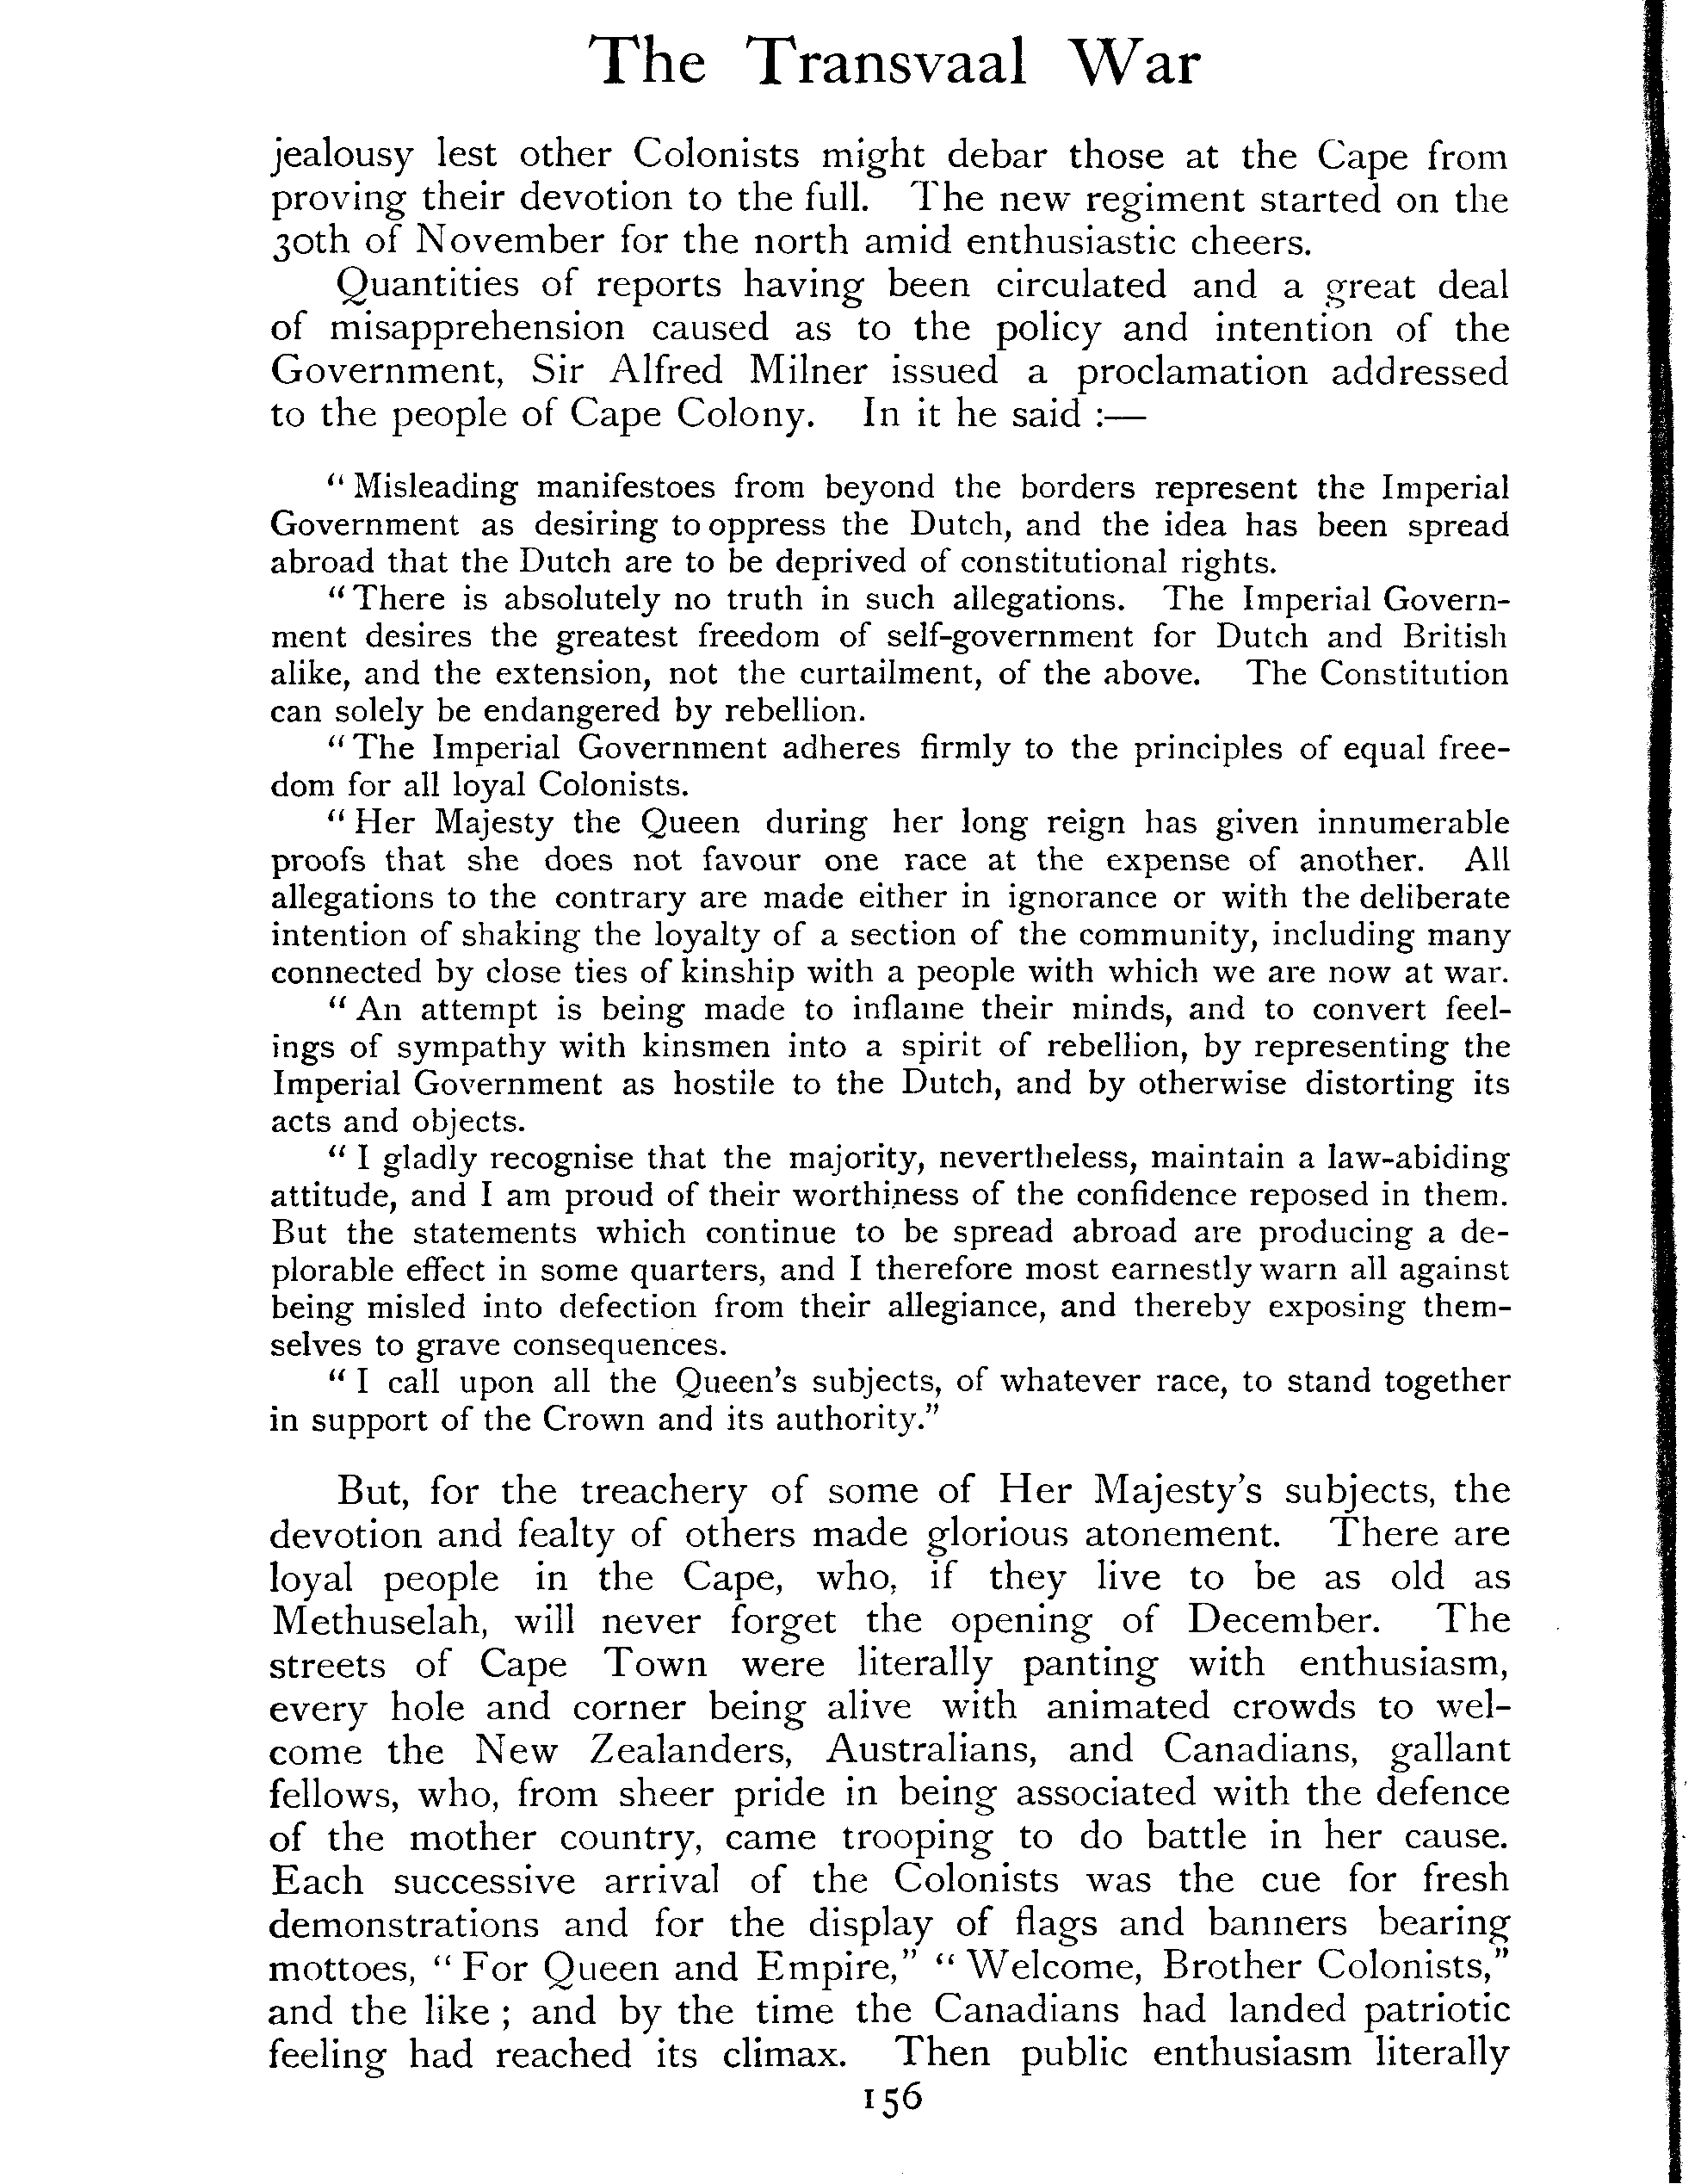 The Transvaal War
jealousy lest other Colonists might debar those at the Cape from
proving their devotion to the full. The new regiment started on the
30th of November for the north amid enthusiastic cheers.
Quantities of reports having been circulated and a great deal
of misapprehension caused as to the policy and intention of the
Government, Sir Alfred Milner issued a proclamation addressed
to the people of Cape Colony. In it he said :—
“ Misleading manifestoes from beyond the borders represent the Imperial
Government as desiring to oppress the Dutch, and the idea has been spread
abroad that the Dutch are to be deprived of constitutional rights.
“ There is absolutely no truth in such allegations. The Imperial Govern-
ment desires the greatest freedom of self-government for Dutch and British
alike, and the extension, not the curtailment, of the above. The Constitution
can solely be endangered by rebellion.
“ The Imperial Government adheres firmly to the principles of equal free-
dom for all loyal Colonists.
“ Her Majesty the Queen during her long reign has given innumerable
proofs that she does not favour one race at the expense of another. All
allegations to the contrary are made either in ignorance or with the deliberate
intention of shaking the loyalty of a section of the community, including many
connected by close ties of kinship with a people with which we are now at war.
“ An attempt is being made to inflame their minds, and to convert feel-
ings of sympathy with kinsmen into a spirit of rebellion, by representing the
Imperial Government as hostile to the Dutch, and by otherwise distorting its
acts and objects.
“ I gladly recognise that the majority, nevertheless, maintain a law-abiding
attitude, and I am proud of their worthiness of the confidence reposed in them.
But the statements which continue to be spread abroad are producing a de-
plorable effect in some quarters, and I therefore most earnestly warn all against
being misled into defection from their allegiance, and thereby exposing them-
selves to grave consequences.
“ I call upon all the Queen’s subjects, of whatever race, to stand together
in support of the Crown and its authority.”
But, for the treachery of some of Her Majesty’s subjects, the
devotion and fealty of others made glorious atonement. There are
loyal people in the Cape, who, if they live to be as old as
Methuselah, will never forget the opening of December. The
streets of Cape Town were literally panting with enthusiasm,
every hole and corner being alive with animated crowds to wel-
come the New Zealanders, Australians, and Canadians, gallant
fellows, who, from sheer pride in being associated with the defence
of the mother country, came trooping to do battle in her cause.
Each successive arrival of the Colonists was the cue for fresh
demonstrations and for the display of flags and banners bearing
mottoes, “ For Queen and Empire,” “ Welcome, Brother Colonists,”
and the like ; and by the time the Canadians had landed patriotic
feeling had reached its climax. Then public enthusiasm literally
156